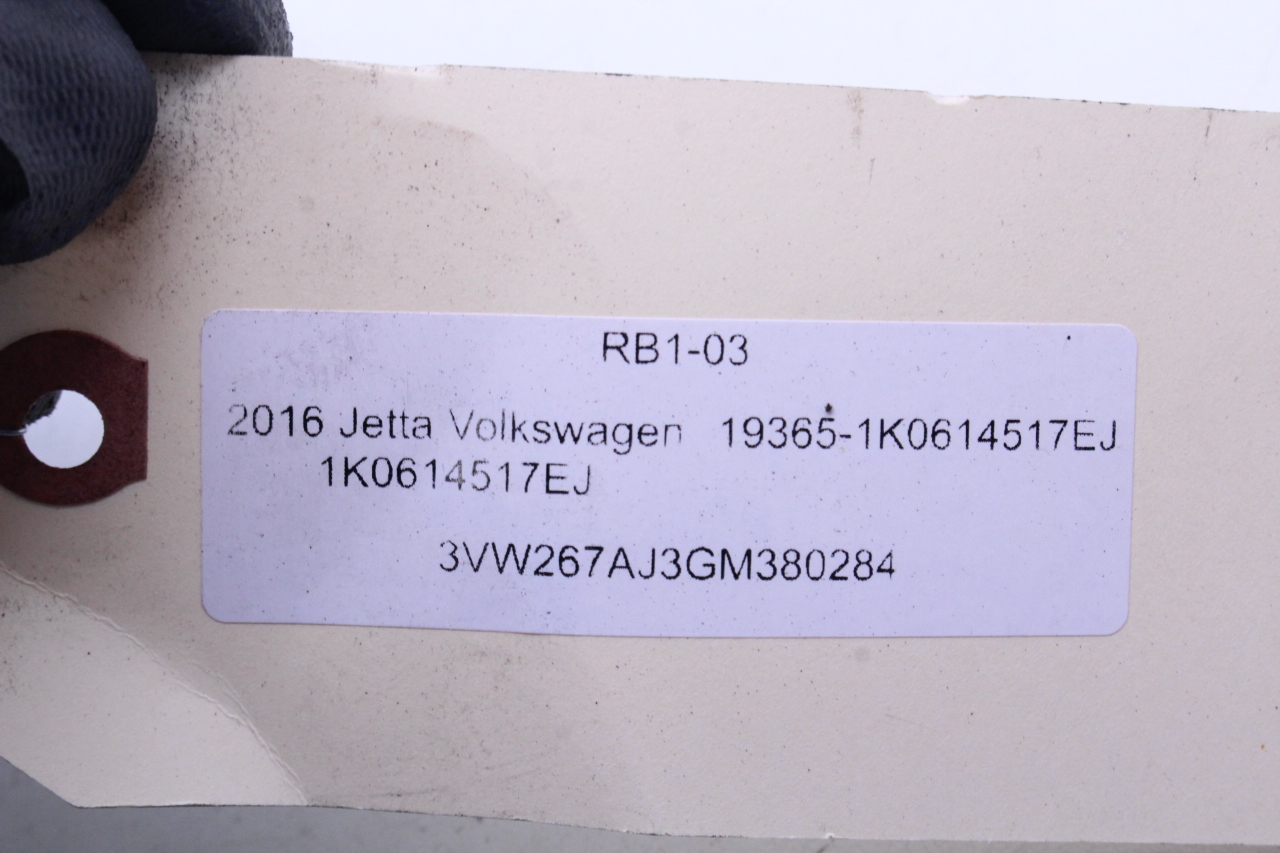 RB1-03
2016 Jetta Volkswagen 19365-1K0614517EJ
1K0614517EJ
3VW267AJ3GM380284